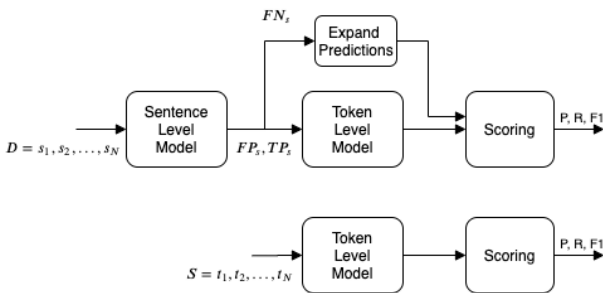 FN_s
Expand
Predictions
Sentence
Level
Model
Token
Level
Model
Scoring
P, R, F1
D = s_1, s_2, ..., s_N
FP_s, TP_s
Token
Level
Model
Scoring
P, R, F1
S = t_1, t_2, ..., t_N